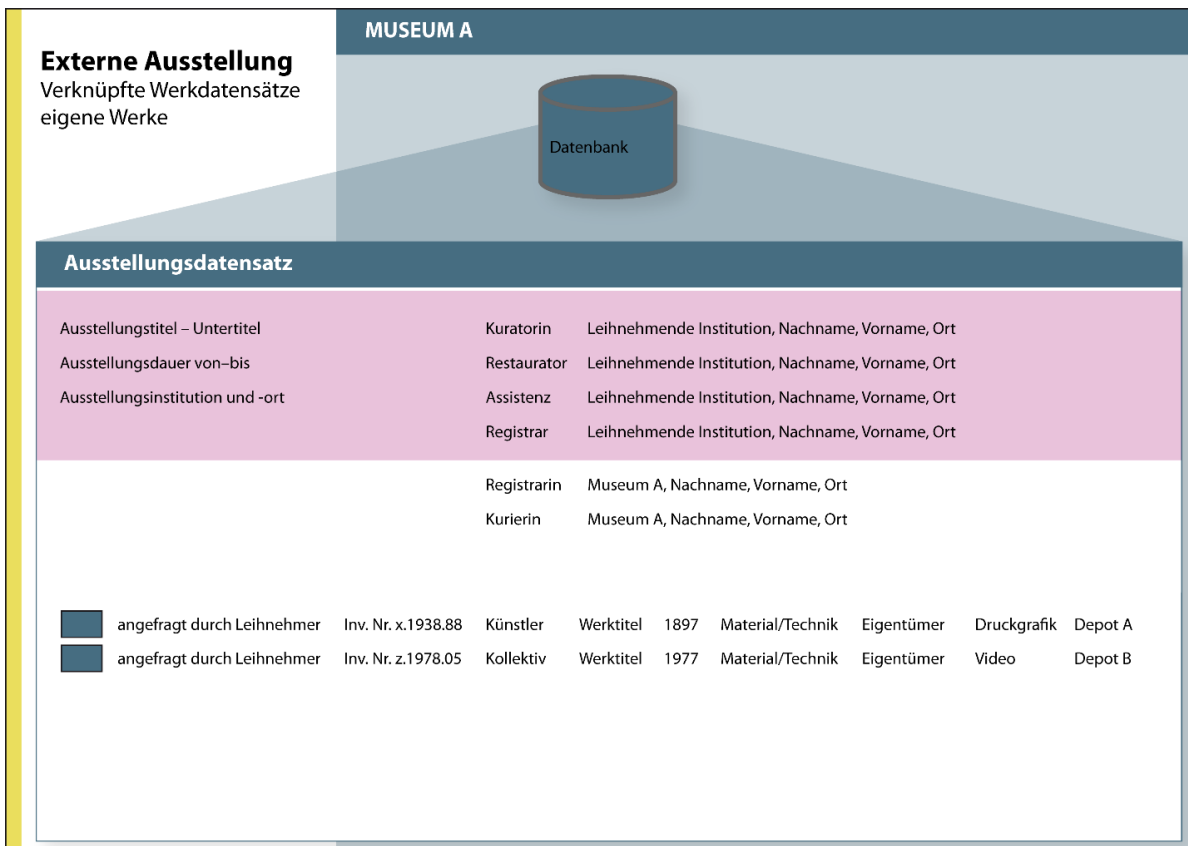 MUSEUM A
Externe Ausstellung
Verknüpfte Werkdatensätze
eigene Werke
Datenbank
Ausstellungsdatensatz
Ausstellungstitel – Untertitel Kuratorin Leihnehmende Institution, Nachname, Vorname, Ort
Ausstellungsdauer von–bis Restaurator Leihnehmende Institution, Nachname, Vorname, Ort
Ausstellungsinstitution und -ort Assistenz Leihnehmende Institution, Nachname, Vorname, Ort
Registrar Leihnehmende Institution, Nachname, Vorname, Ort
Registrarin Museum A, Nachname, Vorname, Ort
Kurierin Museum A, Nachname, Vorname, Ort
angefragt durch Leihnehmer Inv. Nr. x.1938.88 Künstler Werktitel 1897 Material/Technik Eigentümer Druckgrafik Depot A
angefragt durch Leihnehmer Inv. Nr. z.1978.05 Kollektiv Werktitel 1977 Material/Technik Eigentümer Video Depot B